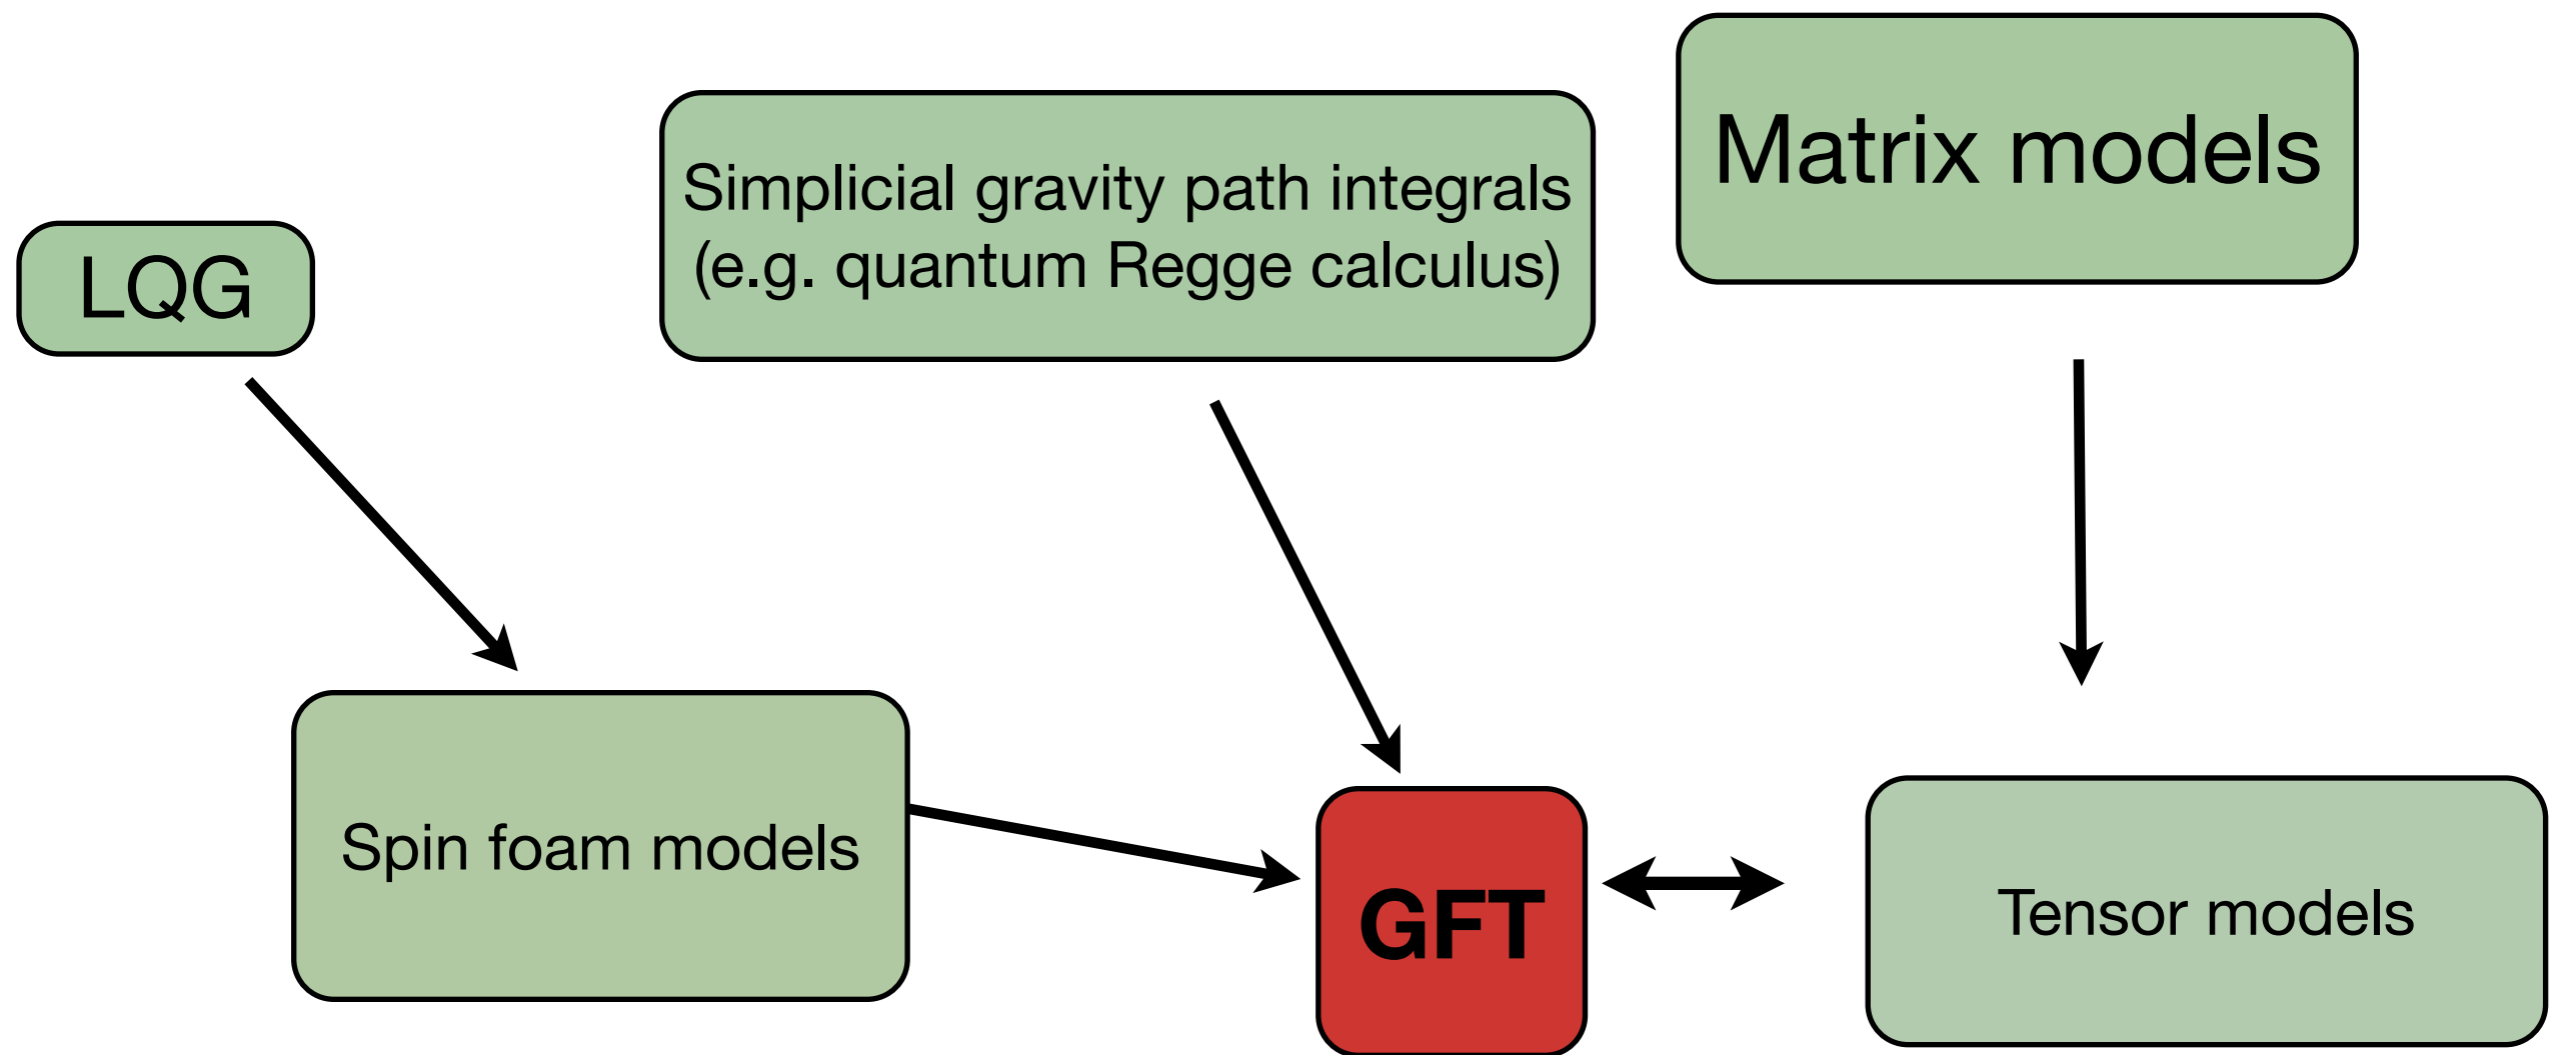 Matrix models
Simplicial gravity path integrals
(e.g. quantum Regge calculus)
LQG
Spin foam models
GFT
Tensor models